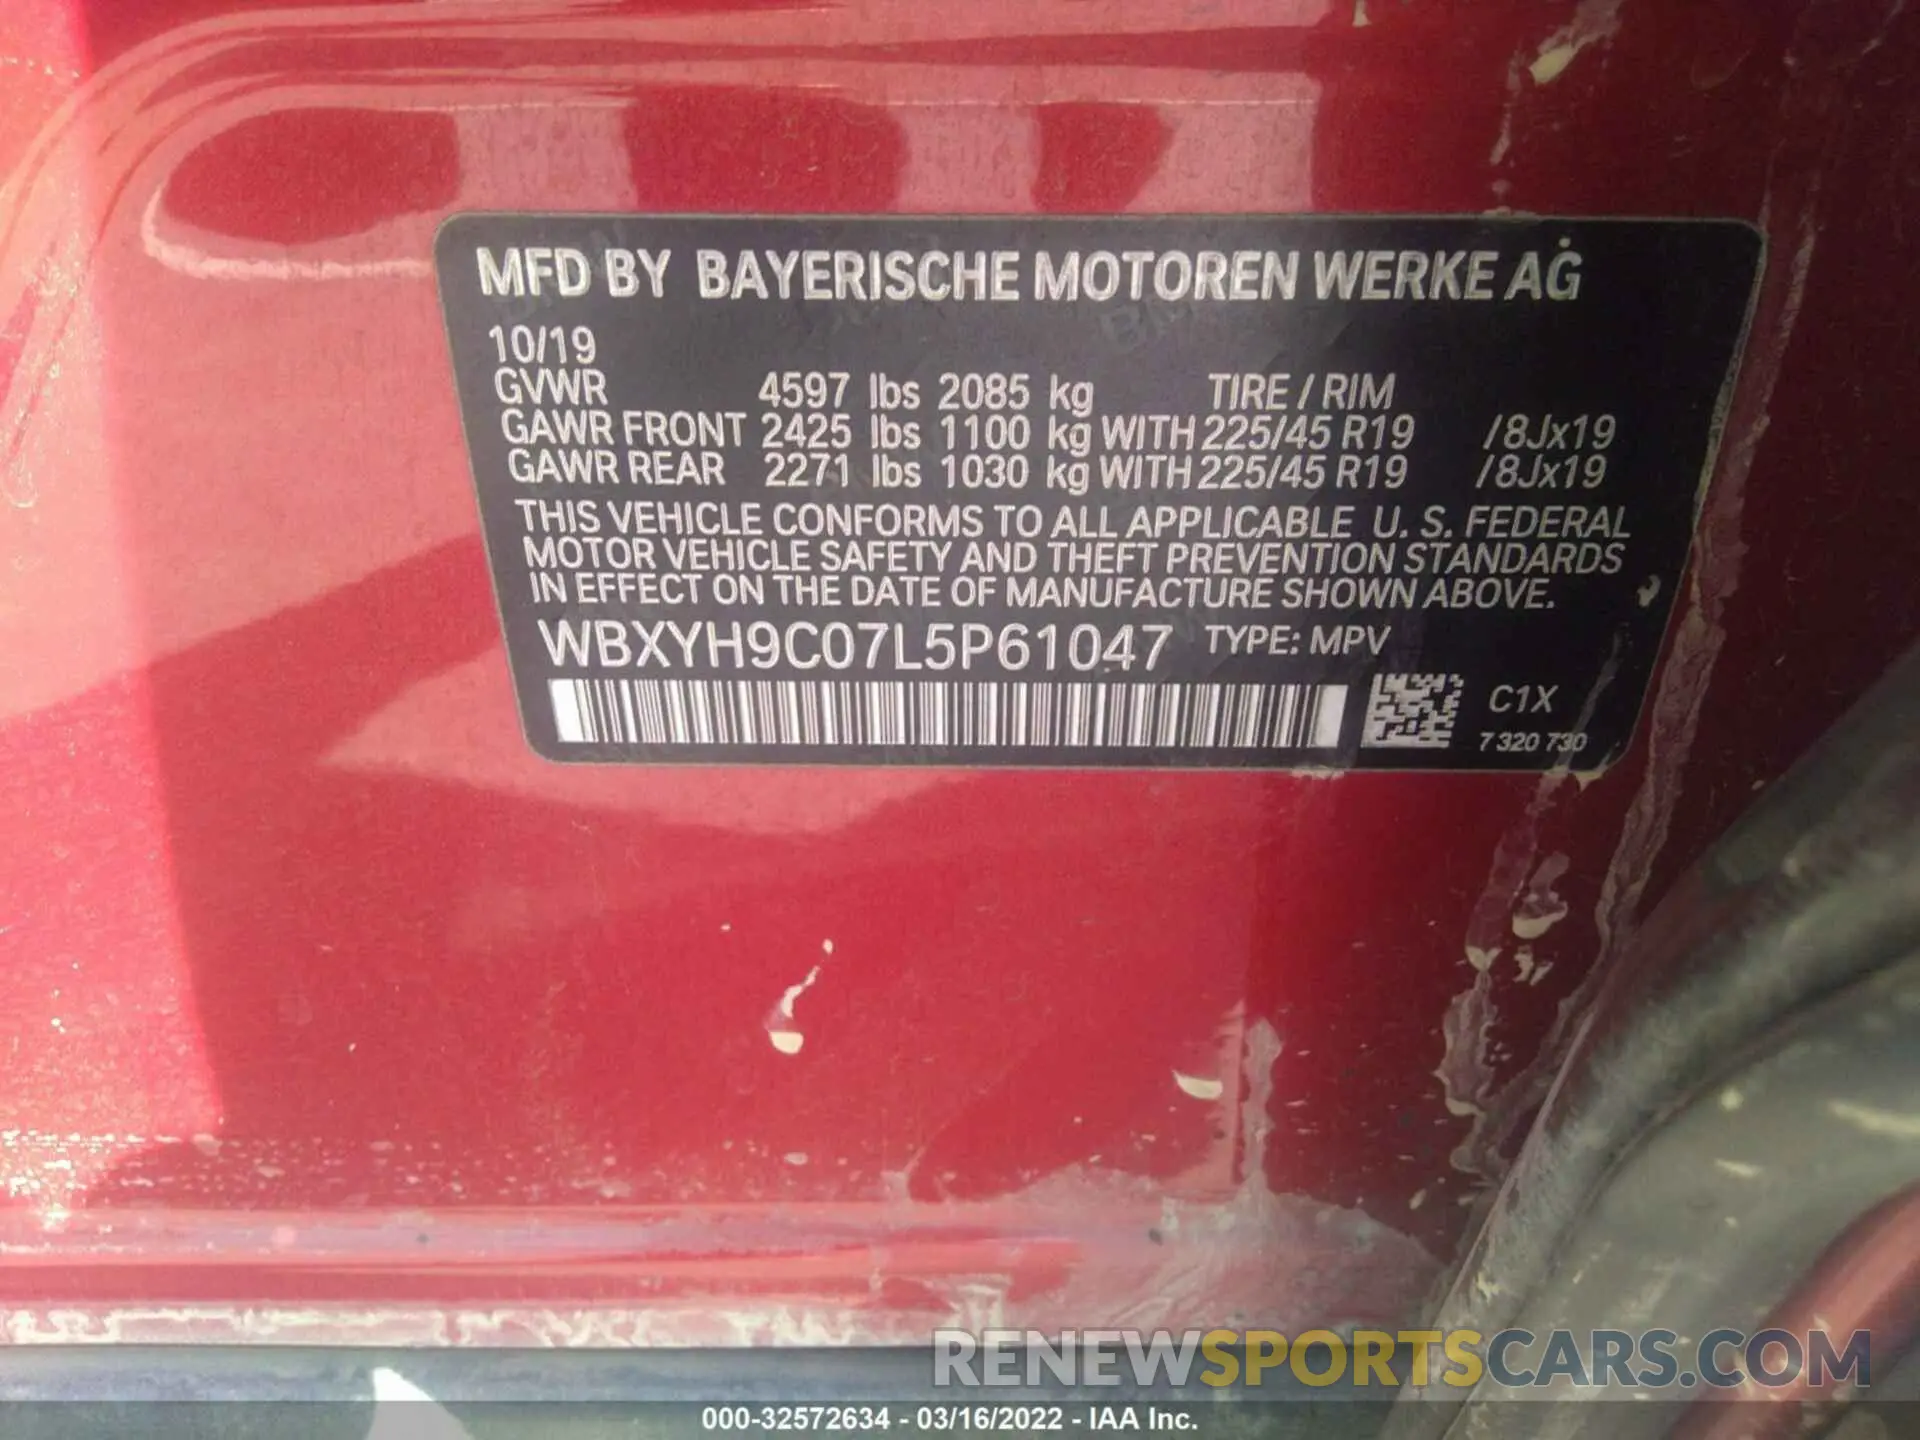 MFD BY BAYERISCHE MOTOREN WERKE AG
10/19
GVWR 4597 lbs 2085 kg TIRE / RIM
GAWR FRONT 2425 lbs 1100 kg WITH 225/45 R19 /8Jx19
GAWR REAR 2271 lbs 1030 kg WITH 225/45 R19 /8Jx19
THIS VEHICLE CONFORMS TO ALL APPLICABLE U. S. FEDERAL
MOTOR VEHICLE SAFETY AND THEFT PREVENTION STANDARDS
IN EFFECT ON THE DATE OF MANUFACTURE SHOWN ABOVE.
WBXYH9C07L5P61047 TYPE: MPV
C1X
7 320 730
RENEWSPORTSCARS.COM
000-32572634 - 03/16/2022 - IAA Inc.